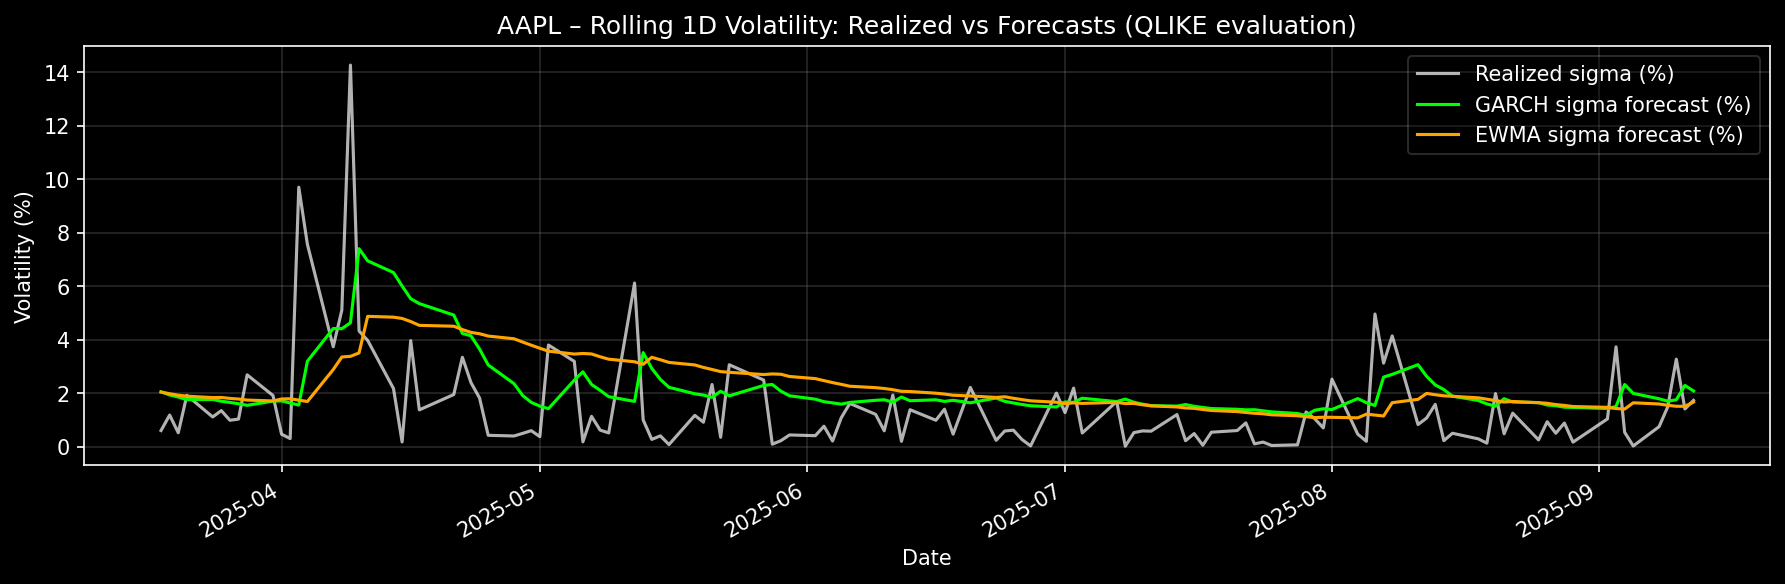 AAPL – Rolling 1D Volatility: Realized vs Forecasts (QLIKE evaluation)
Realized sigma (%)
GARCH sigma forecast (%)
EWMA sigma forecast (%)
Volatility (%)
14
12
10
8
6
4
2
0
2025-04
2025-05
2025-06
2025-07
2025-08
2025-09
Date